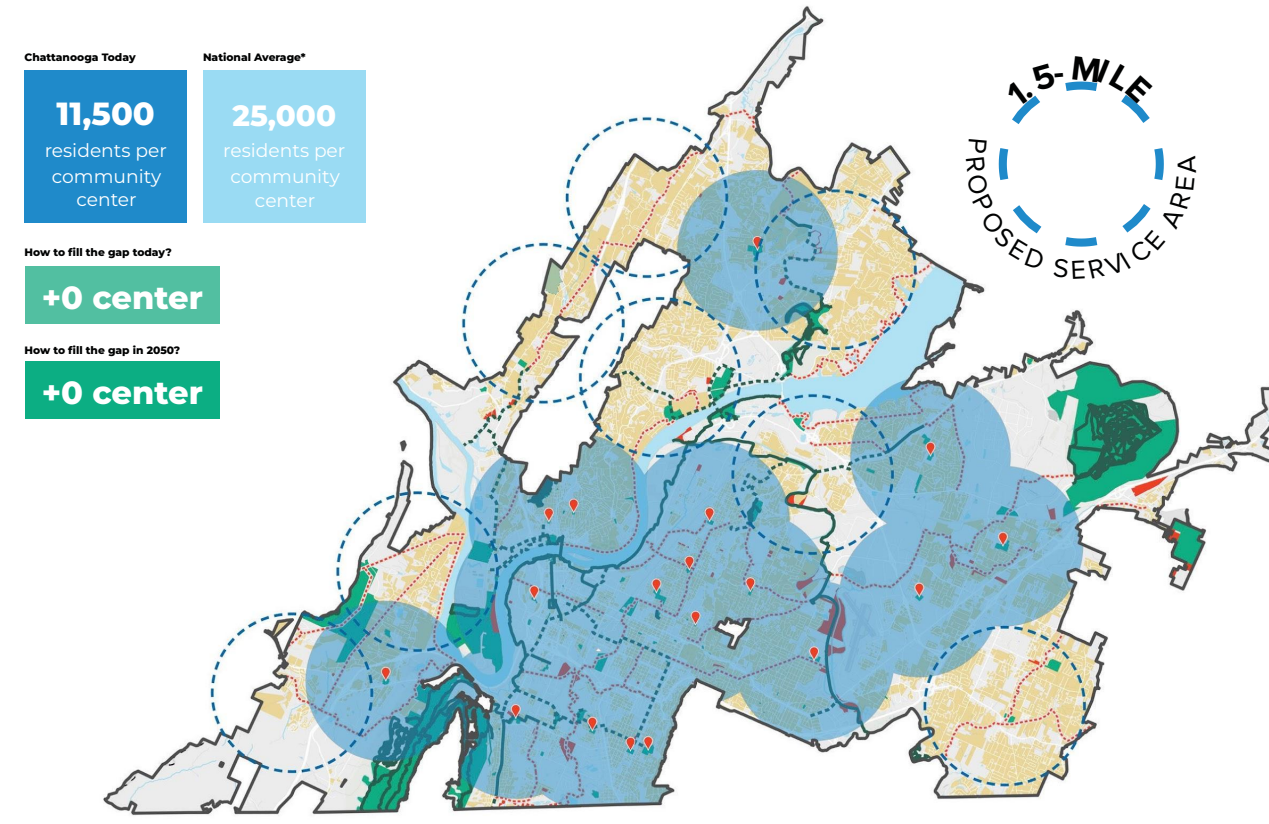 Chattanooga Today
National Average*
11,500
residents per
community
center
25,000
residents per
community
center
How to fill the gap today?
+0 center
How to fill the gap in 2050?
+0 center
1.5-MILE
PROPOSED SERVICE AREA